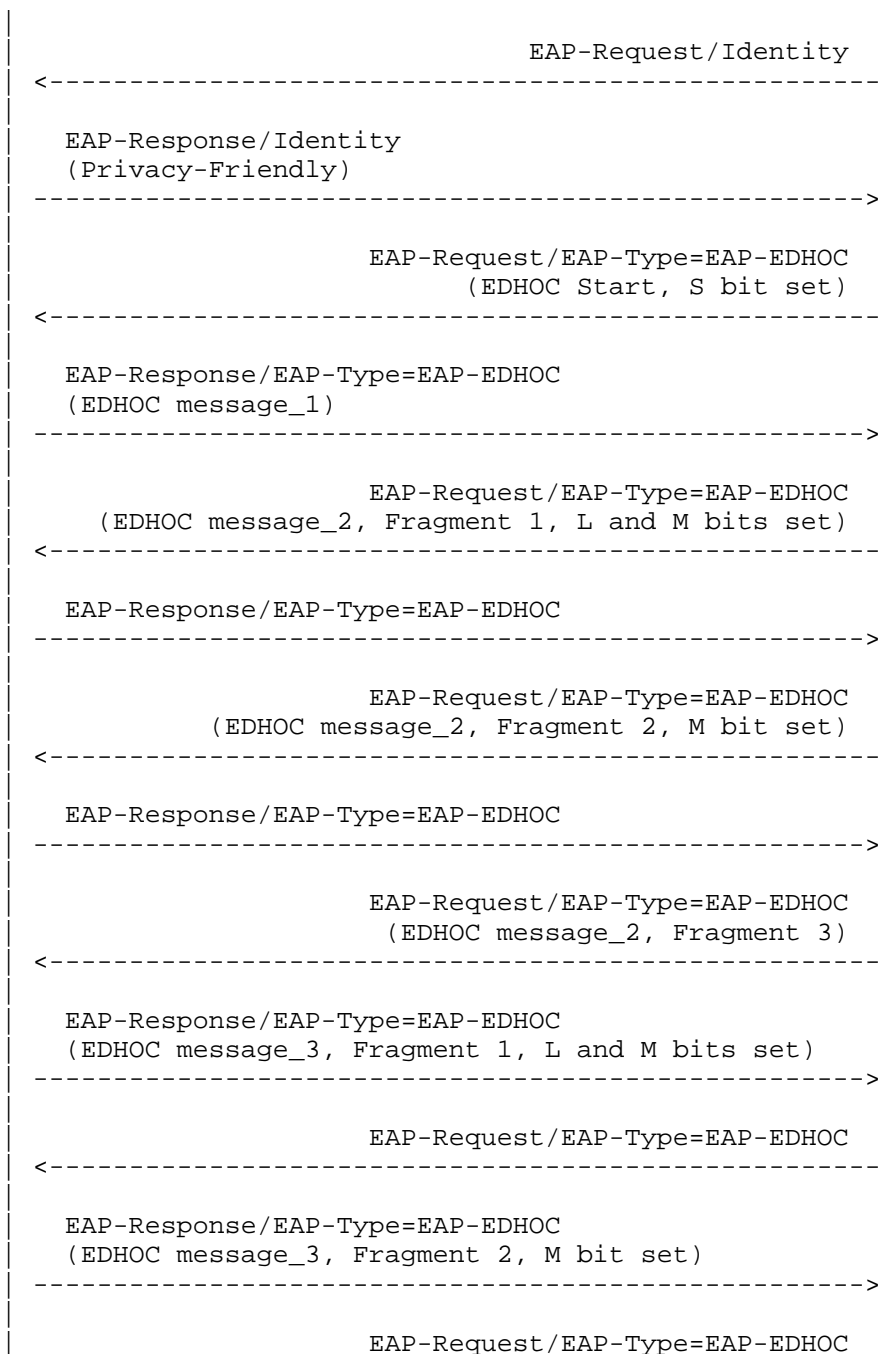 EAP-Request/Identity
<----------------------------------------------------
EAP-Response/Identity
(Privacy-Friendly)
---------------------------------------------------->
EAP-Request/EAP-Type=EAP-EDHOC
(EDHOC Start, S bit set)
<----------------------------------------------------
EAP-Response/EAP-Type=EAP-EDHOC
(EDHOC message_1)
---------------------------------------------------->
EAP-Request/EAP-Type=EAP-EDHOC
(EDHOC message_2, Fragment 1, L and M bits set)
<----------------------------------------------------
EAP-Response/EAP-Type=EAP-EDHOC
---------------------------------------------------->
EAP-Request/EAP-Type=EAP-EDHOC
(EDHOC message_2, Fragment 2, M bit set)
<----------------------------------------------------
EAP-Response/EAP-Type=EAP-EDHOC
---------------------------------------------------->
EAP-Request/EAP-Type=EAP-EDHOC
(EDHOC message_2, Fragment 3)
<----------------------------------------------------
EAP-Response/EAP-Type=EAP-EDHOC
(EDHOC message_3, Fragment 1, L and M bits set)
---------------------------------------------------->
EAP-Request/EAP-Type=EAP-EDHOC
<----------------------------------------------------
EAP-Response/EAP-Type=EAP-EDHOC
(EDHOC message_3, Fragment 2, M bit set)
---------------------------------------------------->
EAP-Request/EAP-Type=EAP-EDHOC